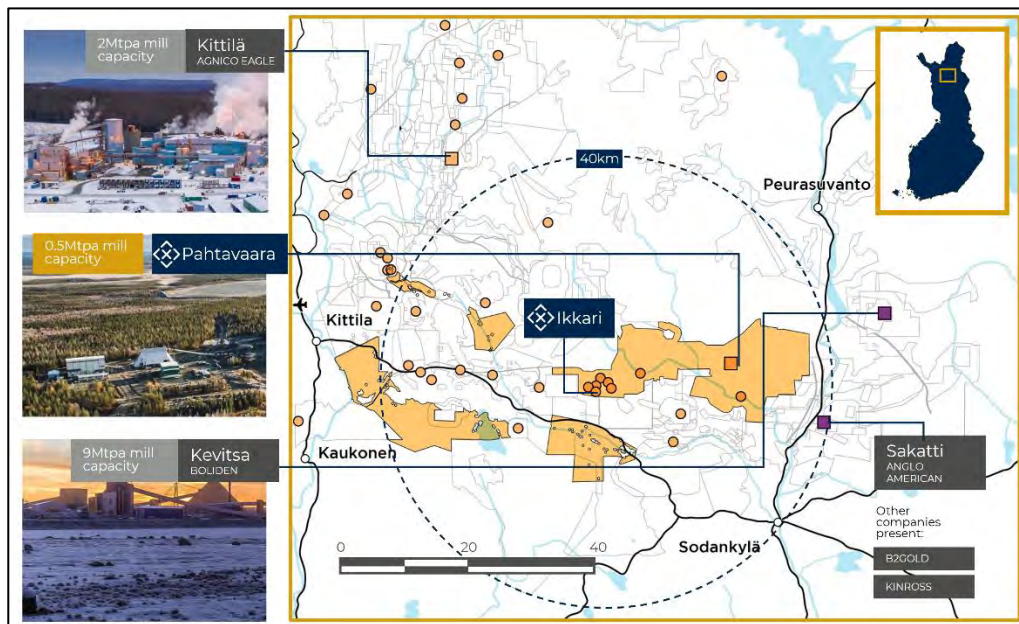 2Mtpa mill
capacity
Kittilä
AGNICO EAGLE
0.5Mtpa mill
capacity
Pahtavaara
9Mtpa mill
capacity
Kevitsa
BOLIDEN
40km
Peurasuvanto
Kittila
Ikkari
Kaukonen
Sodankylä
0 20 40
Sakatti
ANGLO
AMERICAN
Other
companies
present:
B2GOLD
KINROSS